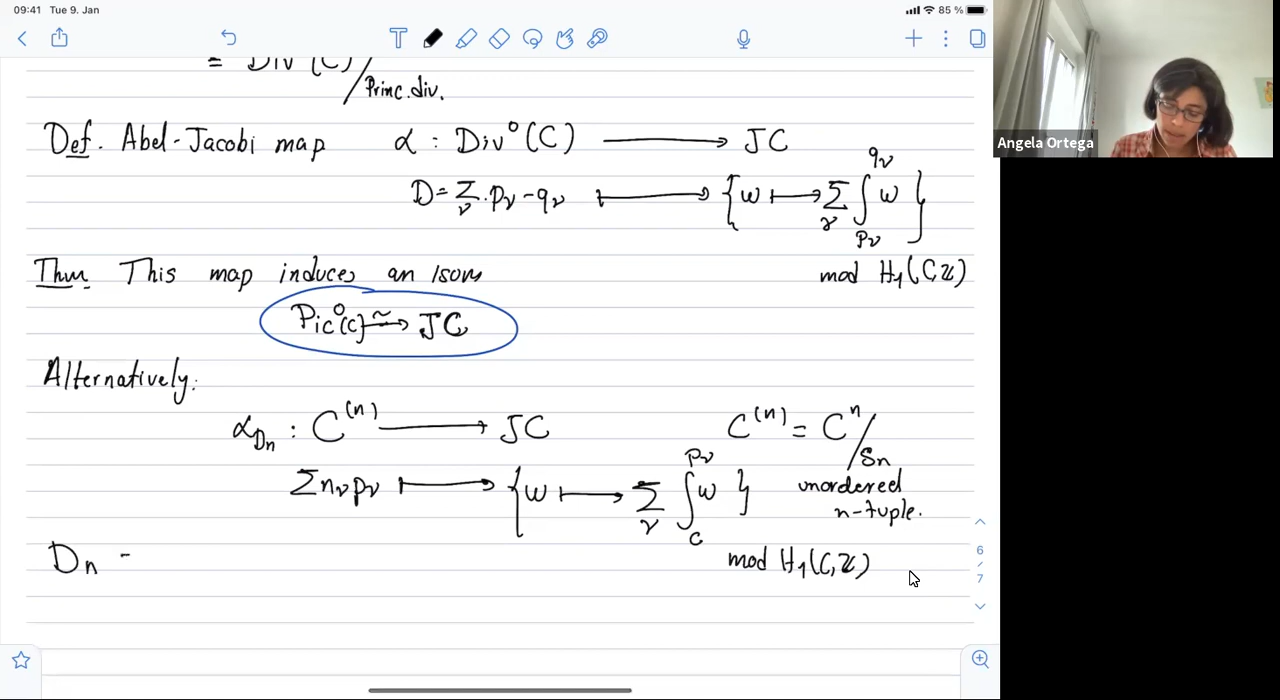 09:41 Tue 9. Jan
85 %
Angela Ortega
= Div (C)/
Princ.div.
Def. Abel-Jacobi map α : Div⁰(C) ⟶ JC
D = Σ_ν p_ν - q_ν ⟼ { w ⟼ Σ_γ ∫_{p_ν}^{q_ν} w }
mod H₁(C,ℤ)
Thm. This map induces an Isom
Pic⁰(C) ⥲ JC
Alternatively:
α_{D_n} : C^{(n)} ⟶ JC C^{(n)} = Cⁿ/S_n
Σ n_ν p_ν ⟼ { w ⟼ Σ_γ ∫_c^{p_ν} w } unordered
n-tuple.
D_n - mod H₁(C,ℤ)
6
/
7